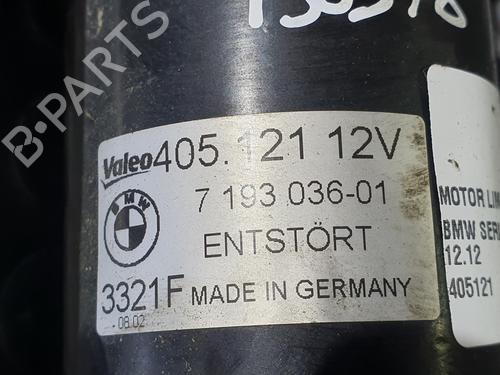 B-PARTS
Valeo 405.121 12V
BMW
7 193 036-01
ENTSTÖRT
3321F MADE IN GERMANY
08.02
MOTOR LIM
BMW SERI
12.12
405121